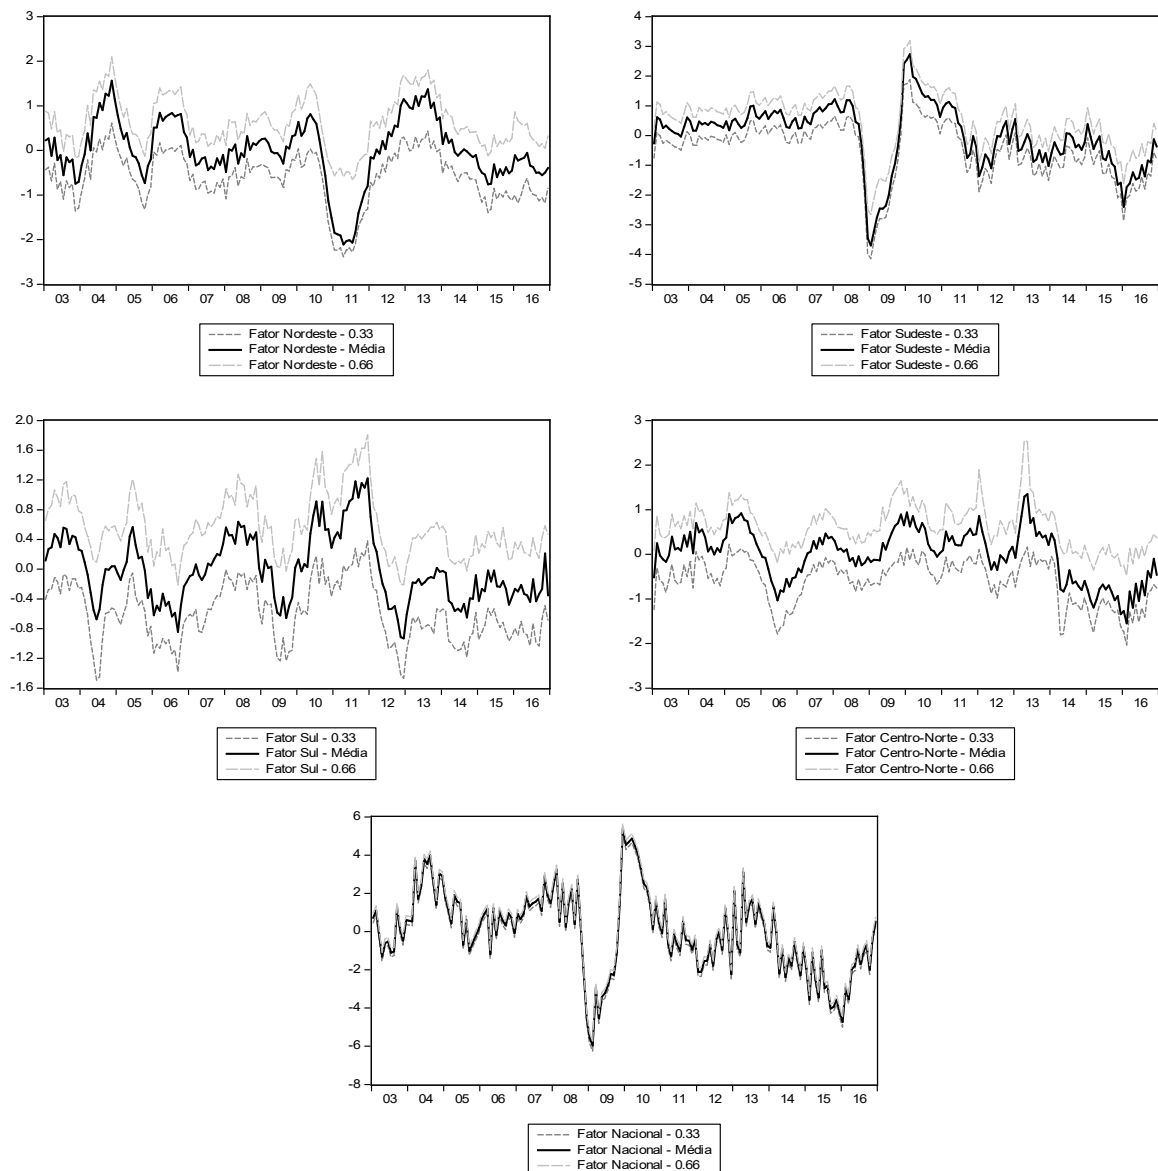 3
2
1
0
-1
-2
-3
03 04 05 06 07 08 09 10 11 12 13 14 15 16
Fator Nordeste - 0.33
Fator Nordeste - Média
Fator Nordeste - 0.66
4
3
2
1
0
-1
-2
-3
-4
-5
03 04 05 06 07 08 09 10 11 12 13 14 15 16
Fator Sudeste - 0.33
Fator Sudeste - Média
Fator Sudeste - 0.66
2.0
1.6
1.2
0.8
0.4
0.0
-0.4
-0.8
-1.2
-1.6
03 04 05 06 07 08 09 10 11 12 13 14 15 16
Fator Sul - 0.33
Fator Sul - Média
Fator Sul - 0.66
3
2
1
0
-1
-2
-3
03 04 05 06 07 08 09 10 11 12 13 14 15 16
Fator Centro-Norte - 0.33
Fator Centro-Norte - Média
Fator Centro-Norte - 0.66
6
4
2
0
-2
-4
-6
-8
03 04 05 06 07 08 09 10 11 12 13 14 15 16
Fator Nacional - 0.33
Fator Nacional - Média
Fator Nacional - 0.66